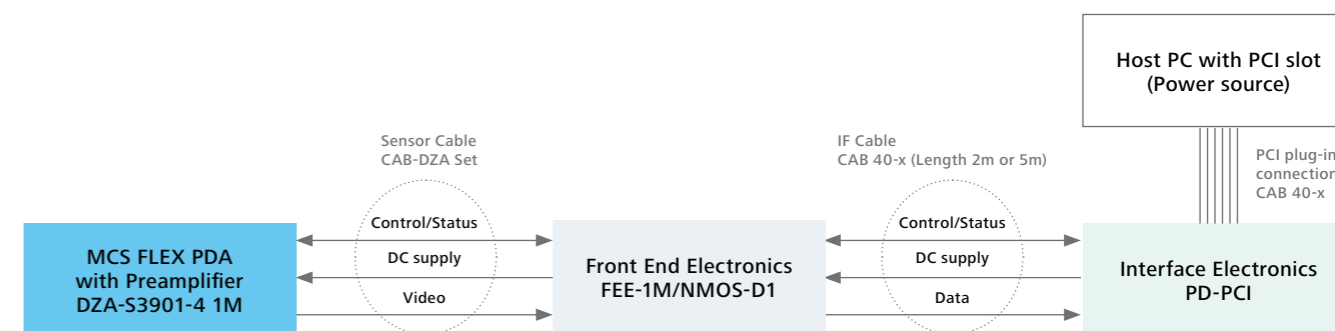 Host PC with PCI slot
(Power source)
Sensor Cable
CAB-DZA Set
IF Cable
CAB 40-x (Length 2m or 5m)
PCI plug-in
connection
CAB 40-x
MCS FLEX PDA
with Preamplifier
DZA-S3901-4 1M
Control/Status
DC supply
Video
Front End Electronics
FEE-1M/NMOS-D1
Control/Status
DC supply
Data
Interface Electronics
PD-PCI